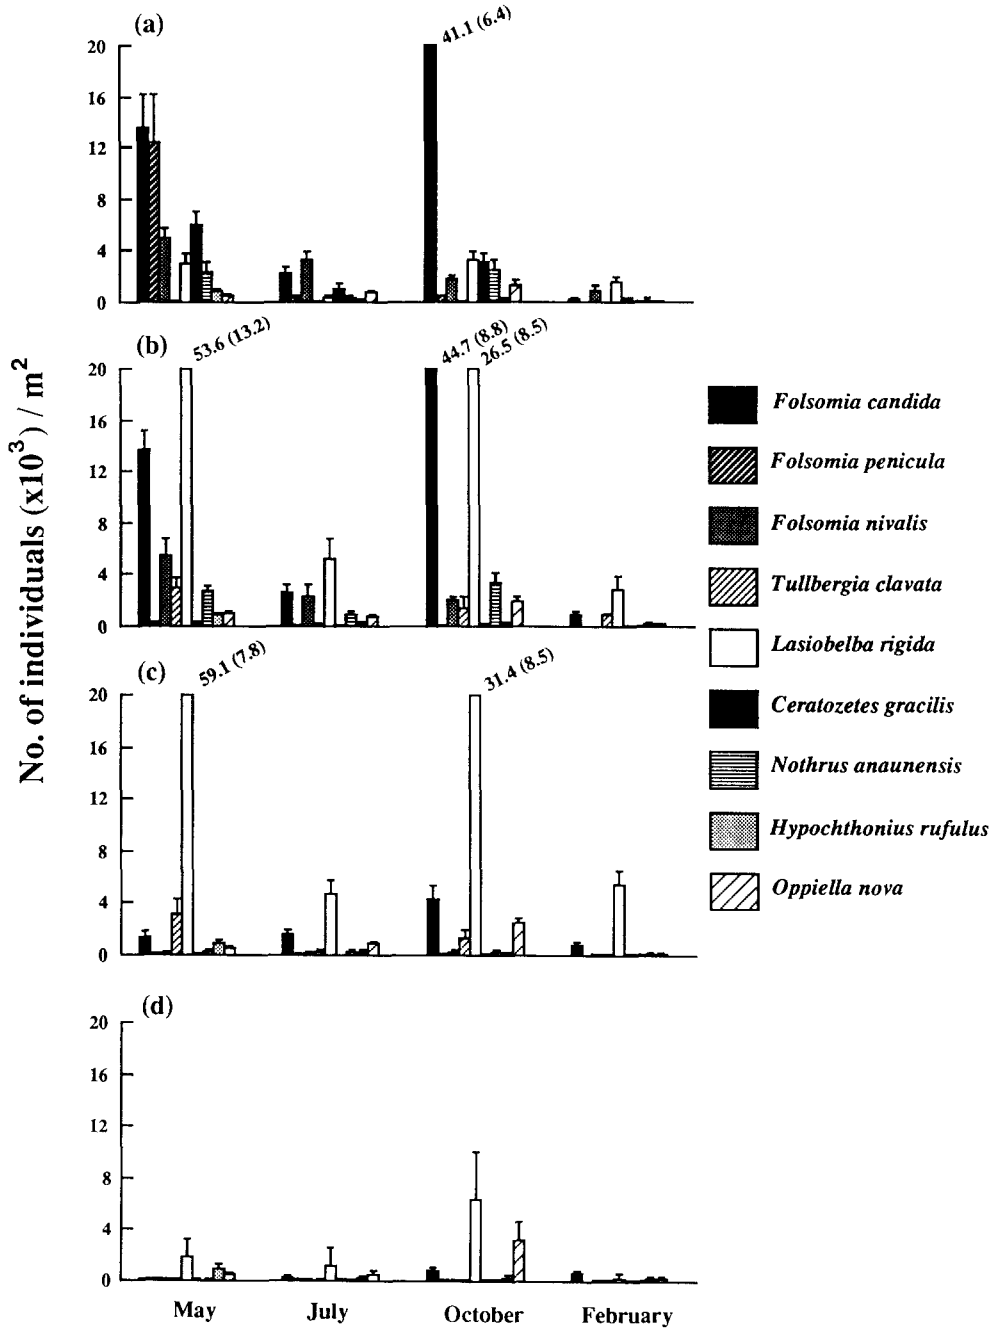 (a)
41.1 (6.4)
20
16
12
8
4
0
(b)
53.6 (13.2)
44.7 (8.8)
26.5 (8.5)
20
16
12
8
4
0
(c)
59.1 (7.8)
31.4 (8.5)
20
16
12
8
4
0
(d)
20
16
12
8
4
0
May July October February
No. of individuals (x10³) / m²
Folsomia candida
Folsomia penicula
Folsomia nivalis
Tullbergia clavata
Lasiobelba rigida
Ceratozetes gracilis
Nothrus anaunensis
Hypochthonius rufulus
Oppiella nova